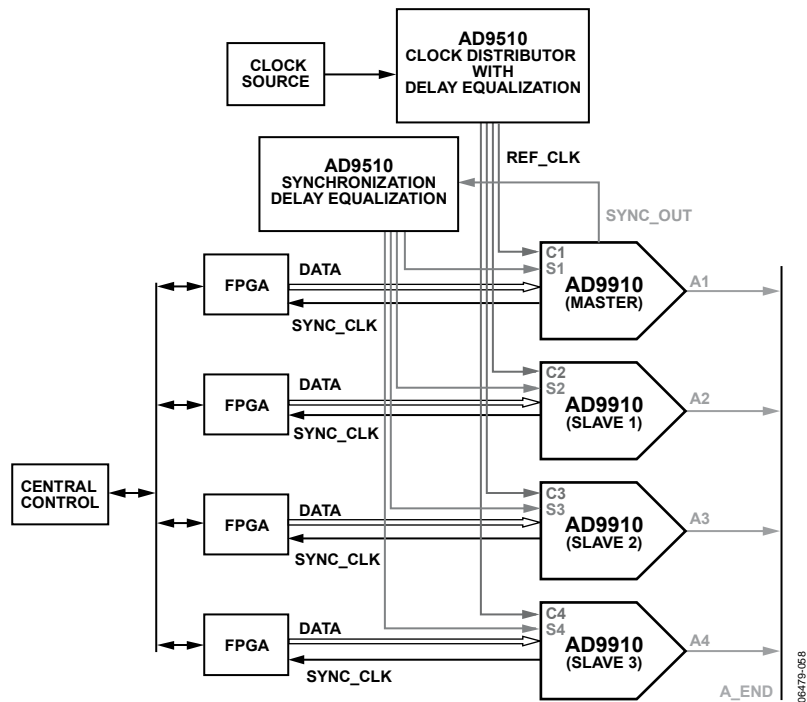 AD9510
CLOCK DISTRIBUTOR
WITH
DELAY EQUALIZATION
CLOCK
SOURCE
AD9510
SYNCHRONIZATION
DELAY EQUALIZATION
REF_CLK
SYNC_OUT
FPGA
DATA
SYNC_CLK
C1
S1
AD9910
(MASTER)
A1
FPGA
DATA
SYNC_CLK
C2
S2
AD9910
(SLAVE 1)
A2
CENTRAL
CONTROL
FPGA
DATA
SYNC_CLK
C3
S3
AD9910
(SLAVE 2)
A3
FPGA
DATA
SYNC_CLK
C4
S4
AD9910
(SLAVE 3)
A4
A_END
06479-058